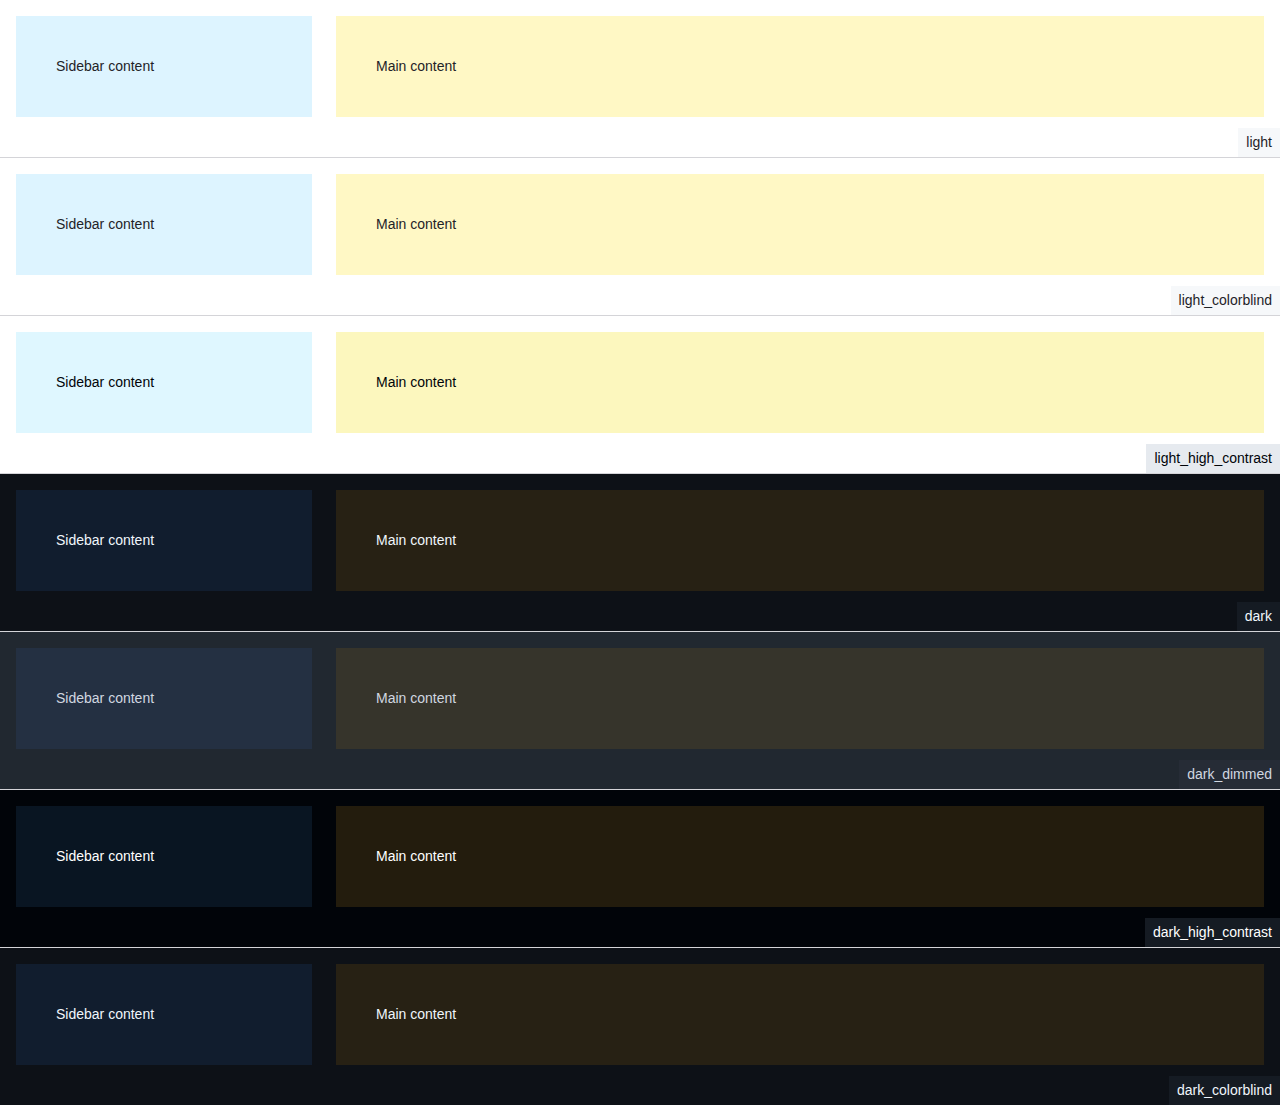 Sidebar content Main content
light
Sidebar content Main content
light_colorblind
Sidebar content Main content
light_high_contrast
Sidebar content Main content
dark
Sidebar content Main content
dark_dimmed
Sidebar content Main content
dark_high_contrast
Sidebar content Main content
dark_colorblind